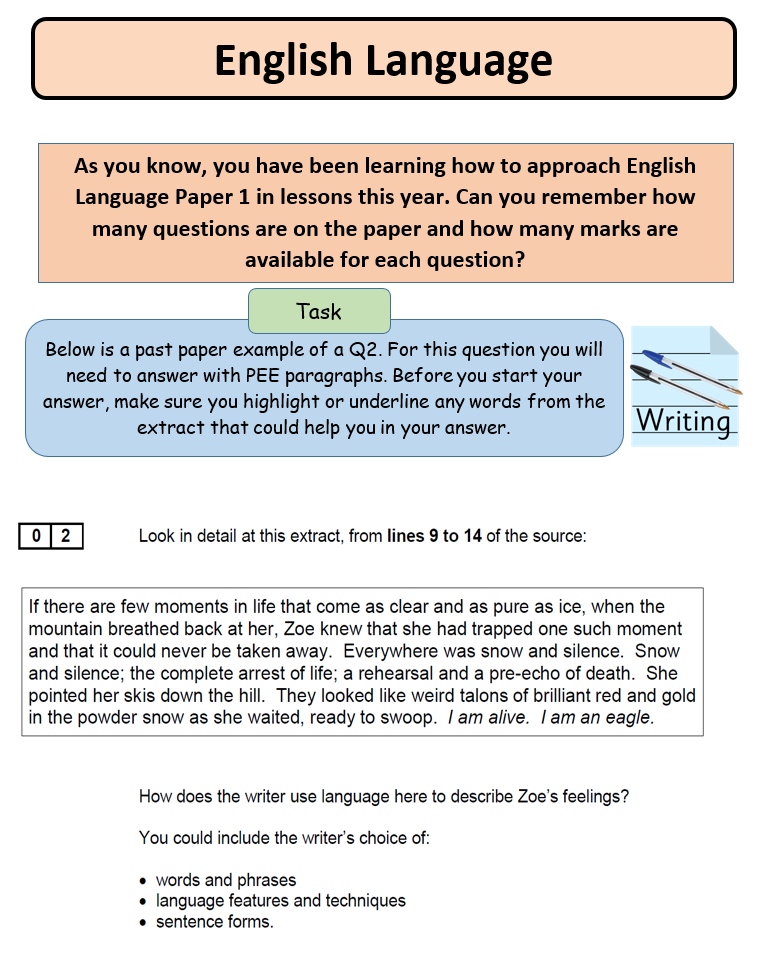 English Language
As you know, you have been learning how to approach English
Language Paper 1 in lessons this year. Can you remember how
many questions are on the paper and how many marks are
available for each question?
Task
Below is a past paper example of a Q2. For this question you will
need to answer with PEE paragraphs. Before you start your
answer, make sure you highlight or underline any words from the
extract that could help you in your answer.
Writing
0 2 Look in detail at this extract, from lines 9 to 14 of the source:
If there are few moments in life that come as clear and as pure as ice, when the
mountain breathed back at her, Zoe knew that she had trapped one such moment
and that it could never be taken away.  Everywhere was snow and silence.  Snow
and silence; the complete arrest of life; a rehearsal and a pre-echo of death.  She
pointed her skis down the hill.  They looked like weird talons of brilliant red and gold
in the powder snow as she waited, ready to swoop.  I am alive.  I am an eagle.
How does the writer use language here to describe Zoe's feelings?
You could include the writer's choice of:
• words and phrases
• language features and techniques
• sentence forms.